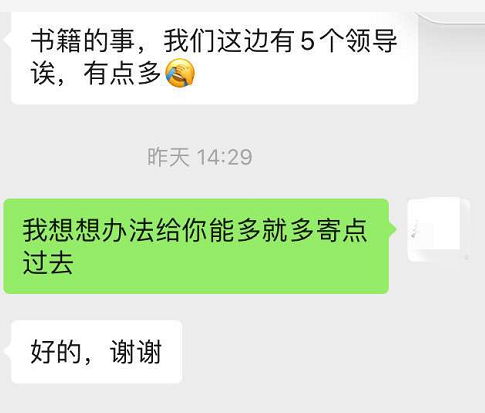 书籍的事，我们这边有5个领导
诶，有点多🤣
昨天 14:29
我想想办法给你能多就多寄点
过去
好的，谢谢